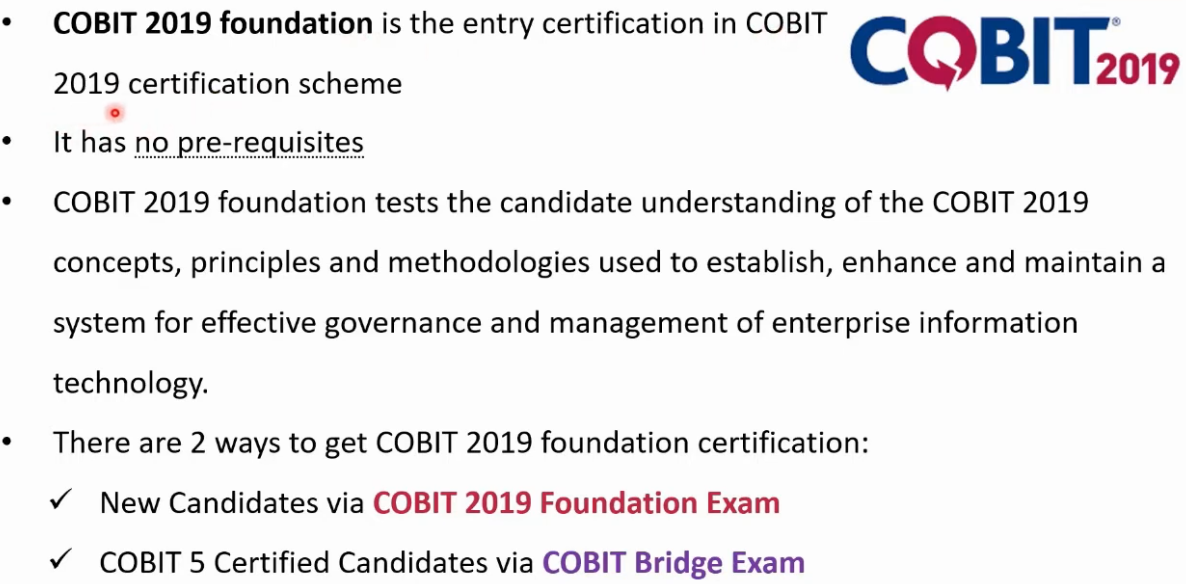 • COBIT 2019 foundation is the entry certification in COBIT
2019 certification scheme
COBIT® 2019
• It has no pre-requisites
• COBIT 2019 foundation tests the candidate understanding of the COBIT 2019
concepts, principles and methodologies used to establish, enhance and maintain a
system for effective governance and management of enterprise information
technology.
• There are 2 ways to get COBIT 2019 foundation certification:
✓ New Candidates via COBIT 2019 Foundation Exam
✓ COBIT 5 Certified Candidates via COBIT Bridge Exam